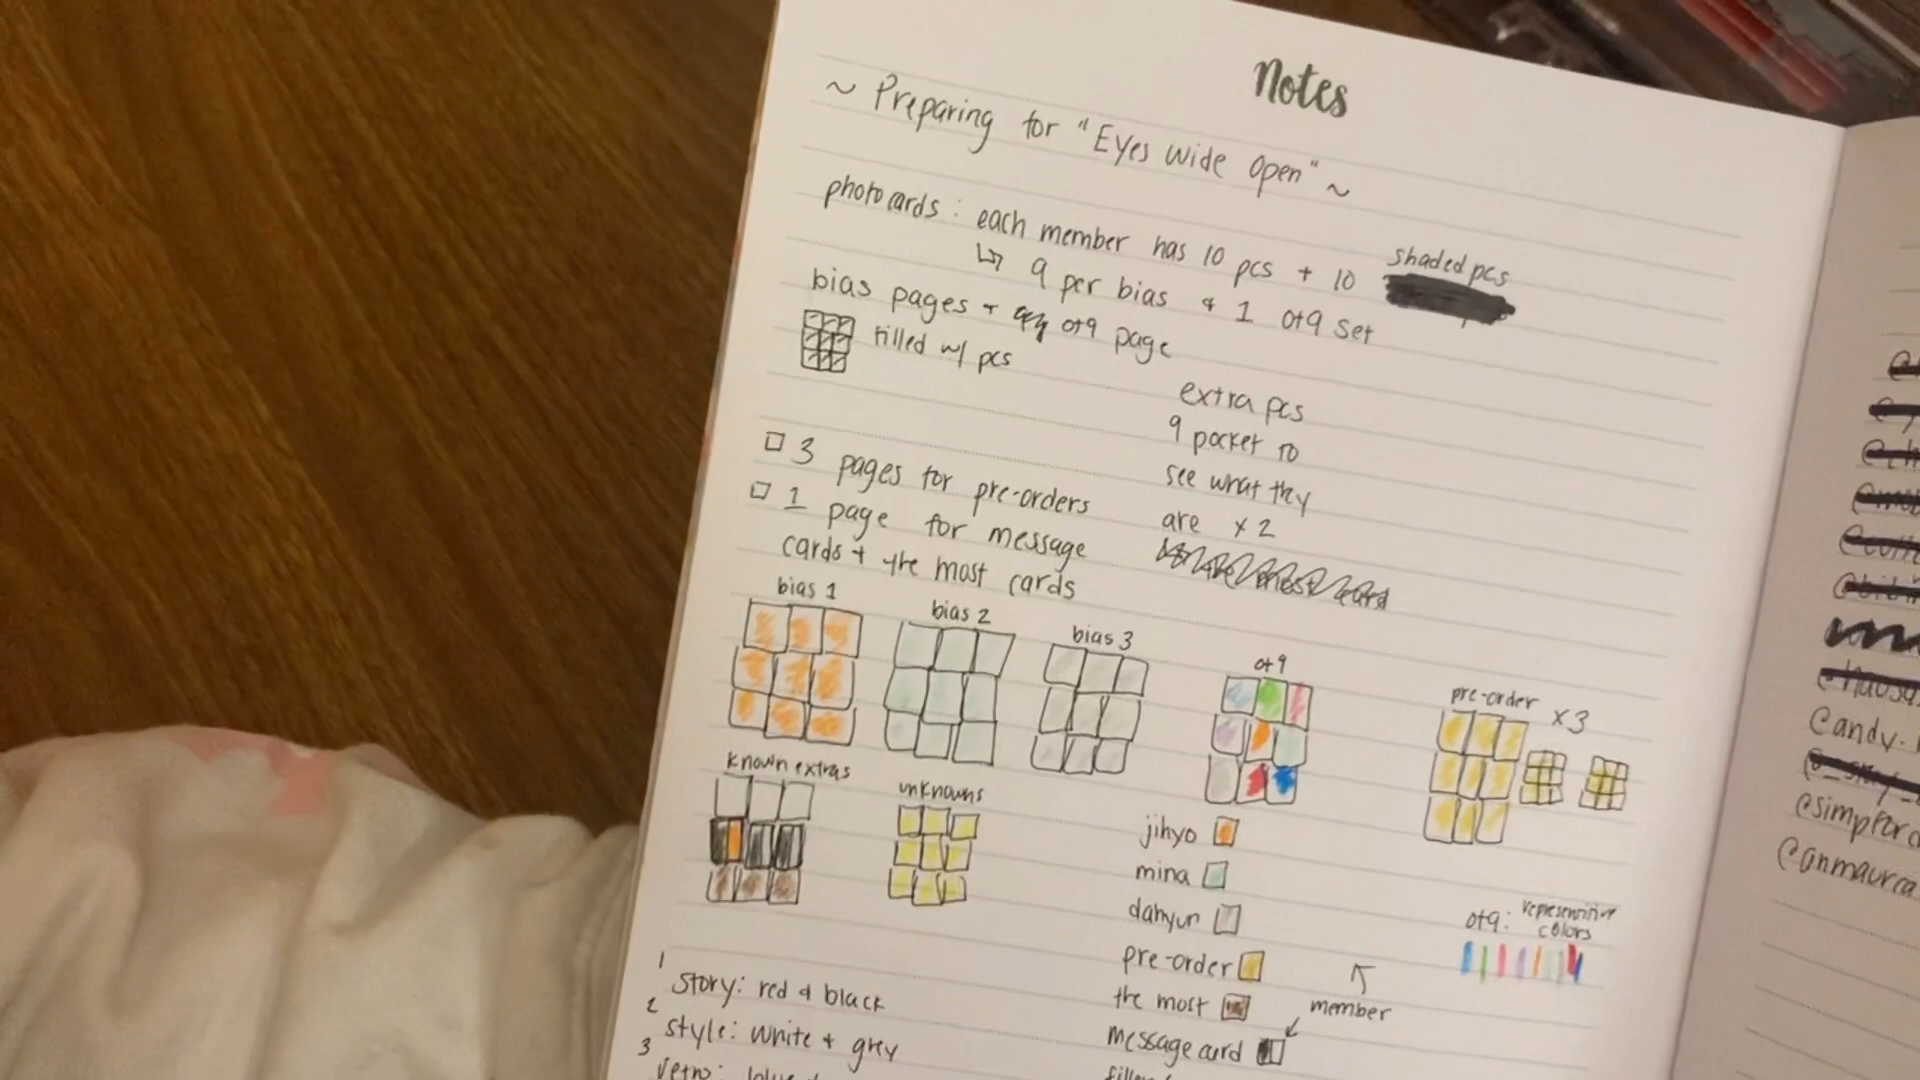 Notes
~ Preparing for "Eyes Wide Open" ~
photocards: each member has 10 pcs + 10 shaded pcs
↳ 9 per bias & 1 ot9 set
bias pages + ot9 page
filled w/ pcs
extra pcs
9 pocket to
see what they
are x 2
□ 3 pages for pre-orders
□ 1 page for message
cards + the most cards
bias 1
bias 2
bias 3
ot9
pre-order x3
known extras
unknowns
jihyo
mina
dahyun
pre-order
the most
message card
member
ot9:
colors
1 story: red & black
2 style: white + grey
3 retro:
@andy.
@simpforc
@anmaurea